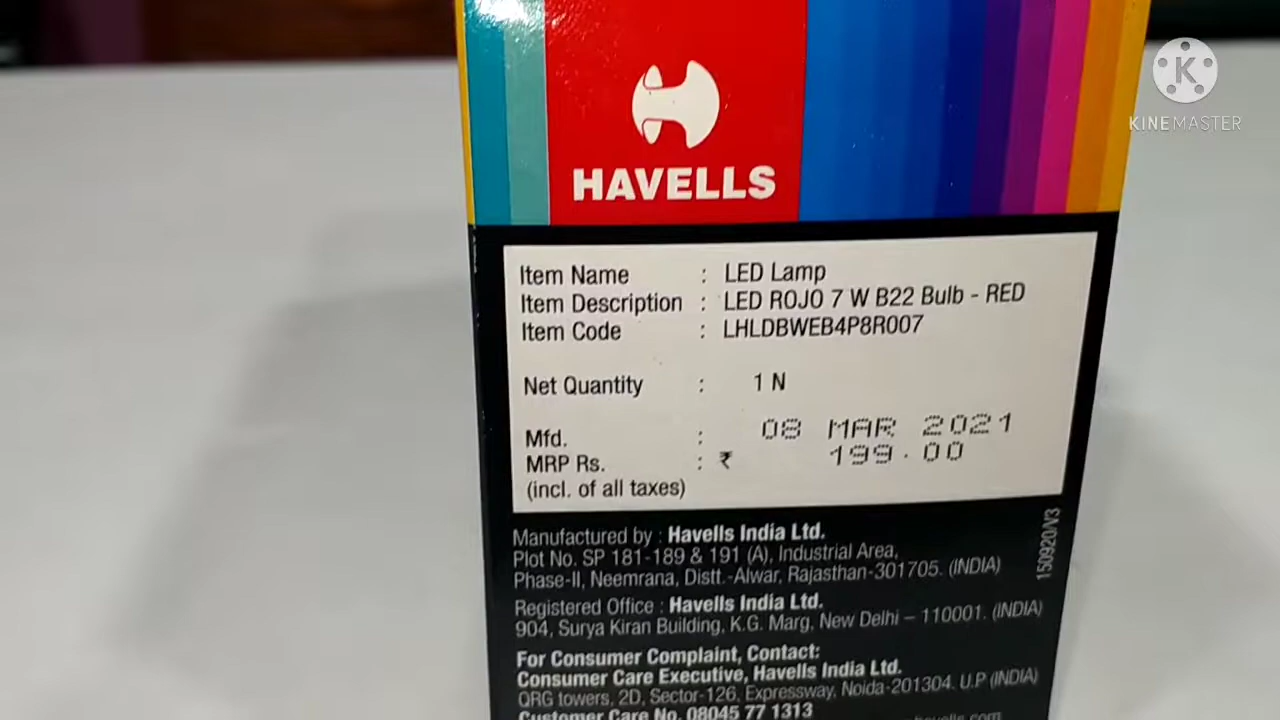 KINEMASTER
HAVELLS
Item Name : LED Lamp
Item Description : LED ROJO 7 W B22 Bulb - RED
Item Code : LHLDBWEB4P8R007
Net Quantity : 1 N
Mfd. : 08 MAR 2021
MRP Rs. : ₹ 199.00
(incl. of all taxes)
Manufactured by : Havells India Ltd.
Plot No. SP 181-189 & 191 (A), Industrial Area,
Phase-II, Neemrana, Distt.-Alwar, Rajasthan-301705. (INDIA)
150920/V3
Registered Office : Havells India Ltd.
904, Surya Kiran Building, K.G. Marg, New Delhi – 110001. (INDIA)
For Consumer Complaint, Contact:
Consumer Care Executive, Havells India Ltd.
QRG towers, 2D, Sector-126, Expressway, Noida-201304. U.P (INDIA)
Customer Care No. 08045 77 1313